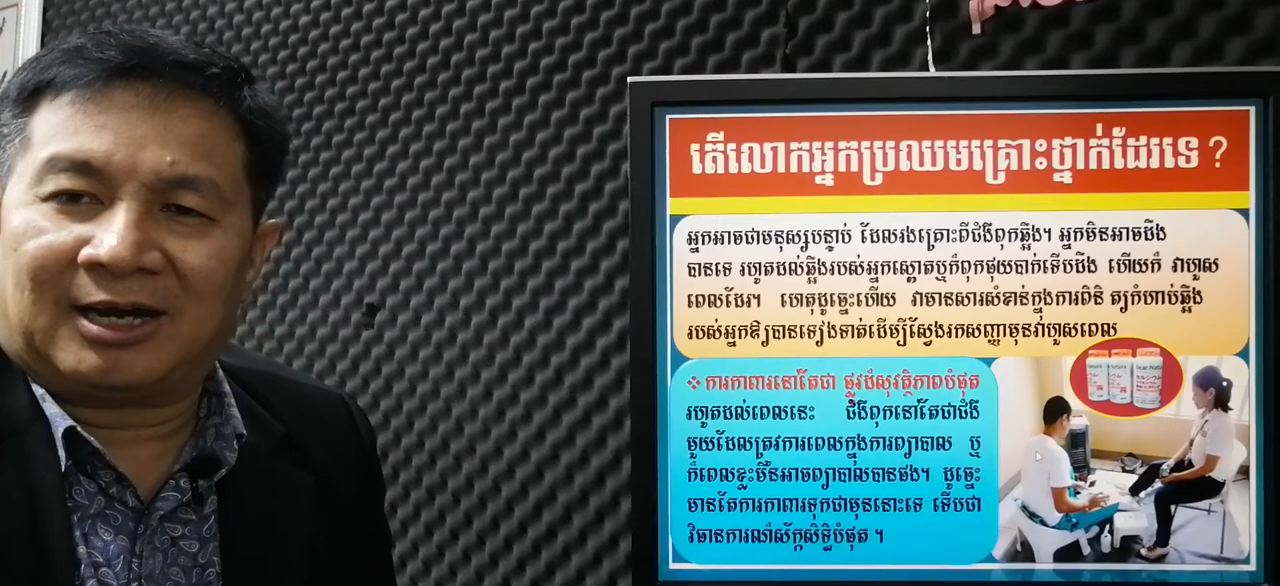 តើលោកអ្នកប្រឈមគ្រោះថ្នាក់ដែរទេ ?
អ្នកអាចជាមនុស្សបន្ទាប់ ដែលរងគ្រោះពីជំងឺពុកឆ្អឹង។ អ្នកមិនអាចដឹង
បានទេ រហូតដល់ឆ្អឹងរបស់អ្នកស្តើតឬក៏ពុកផុយបាក់ទើបដឹង ហើយក៏ វាហួស
ពេលដែរ។ ហេតុដូច្នេះហើយ វាមានសារសំខាន់ក្នុងការពិនិ ត្យកំហាប់ឆ្អឹង
របស់អ្នកឱ្យបានទៀងទាត់ដើម្បីស្វែងរកសញ្ញាមុនវាហួសពេល
❖ ការការពារនៅតែជា ផ្លូវដ៏សុវត្ថិភាពបំផុត
រហូតដល់ពេលនេះ ជំងឺពុកនៅតែជាជំងឺ
មួយដែលត្រូវការពេលក្នុងការព្យាបាល ឬ
ក៏ពេលខ្លះមិនអាចព្យាបាលបានផង។ ដូច្នេះ
មានតែការការពារទុកជាមុននោះទេ ទើបជា
វិធានការណ៍ស័ក្តសិទ្ធិបំផុត ។